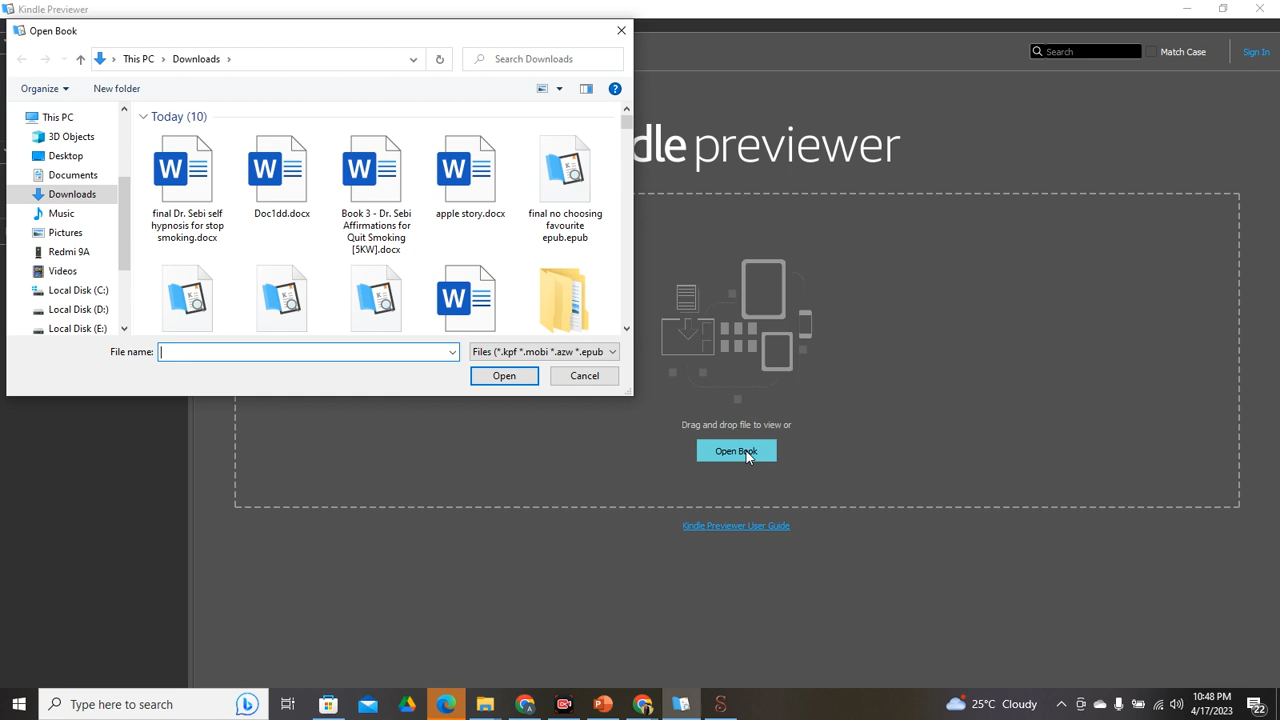 Kindle Previewer
Open Book
This PC > Downloads >
Search Downloads
Search
Match Case
Sign In
Organize
New folder
This PC
3D Objects
Desktop
Documents
Downloads
Music
Pictures
Redmi 9A
Videos
Local Disk (C:)
Local Disk (D:)
Local Disk (E:)
Today (10)
final Dr. Sebi self
hypnosis for stop
smoking.docx
Doc1dd.docx
Book 3 - Dr. Sebi
Affirmations for
Quit Smoking
[5KW].docx
apple story.docx
final no choosing
favourite
epub.epub
File name:
Files (*.kpf *.mobi *.azw *.epub
Open
Cancel
dle previewer
Drag and drop file to view or
Open Book
Kindle Previewer User Guide
Type here to search
25°C Cloudy
10:48 PM
4/17/2023
22